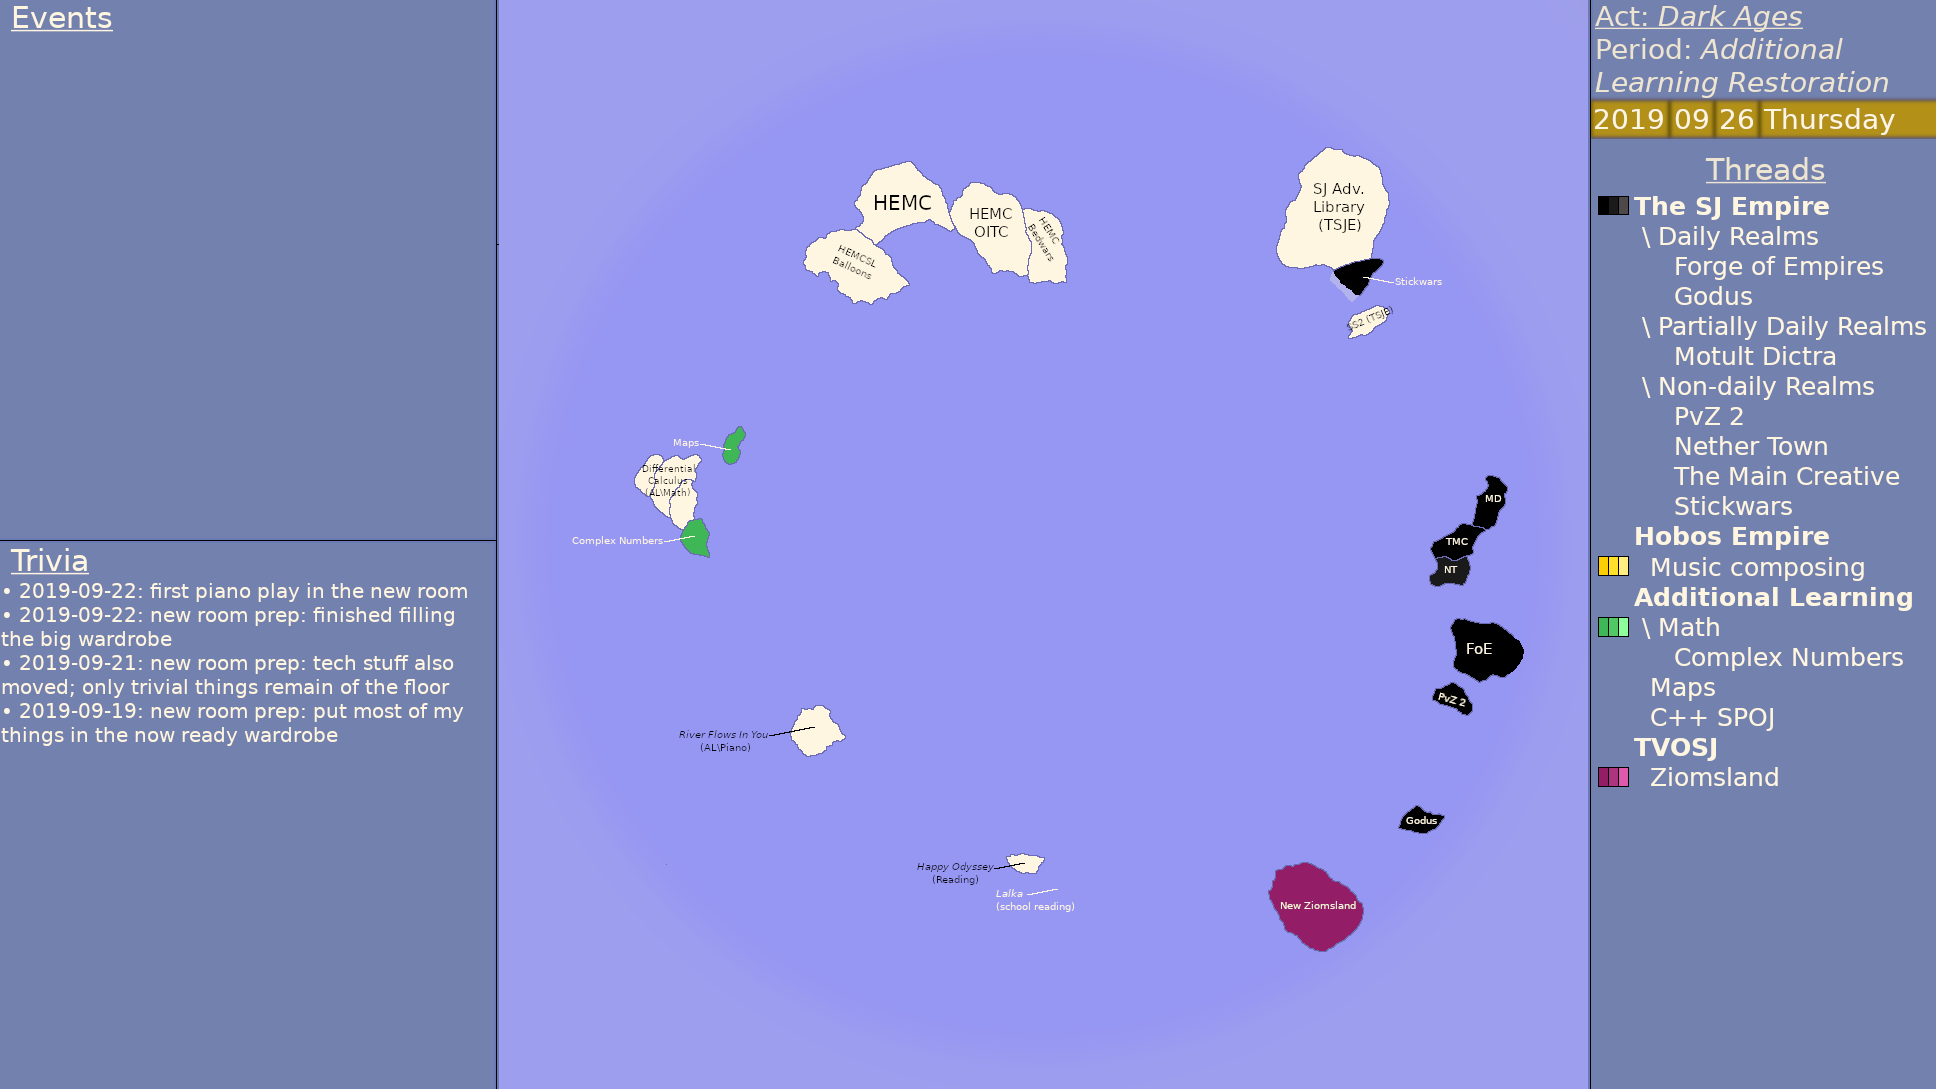 Events
Trivia
• 2019-09-22: first piano play in the new room
• 2019-09-22: new room prep: finished filling
the big wardrobe
• 2019-09-21: new room prep: tech stuff also
moved; only trivial things remain of the floor
• 2019-09-19: new room prep: put most of my
things in the now ready wardrobe
HEMC
HEMC
OITC
HEMC
Bedwars
HEMCSL
Balloons
SJ Adv.
Library
(TSJE)
Stickwars
(TSJE)
Maps
Differential
Calculus
(AL\Math)
Complex Numbers
MD
TMC
NT
FoE
PvZ 2
River Flows In You
(AL\Piano)
Godus
Happy Odyssey
(Reading)
Lalka
(school reading)
New Ziomsland
Act: Dark Ages
Period: Additional
Learning Restoration
2019 09 26 Thursday
Threads
The SJ Empire
\ Daily Realms
Forge of Empires
Godus
\ Partially Daily Realms
Motult Dictra
\ Non-daily Realms
PvZ 2
Nether Town
The Main Creative
Stickwars
Hobos Empire
Music composing
Additional Learning
\ Math
Complex Numbers
Maps
C++ SPOJ
TVOSJ
Ziomsland